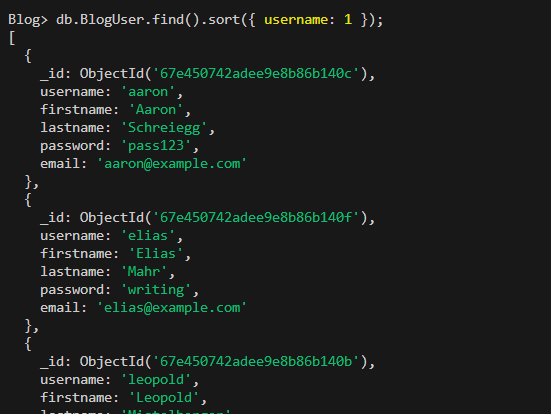 Blog> db.BlogUser.find().sort({ username: 1 });
[
  {
    _id: ObjectId('67e450742adee9e8b86b140c'),
    username: 'aaron',
    firstname: 'Aaron',
    lastname: 'Schreiegg',
    password: 'pass123',
    email: 'aaron@example.com'
  },
  {
    _id: ObjectId('67e450742adee9e8b86b140f'),
    username: 'elias',
    firstname: 'Elias',
    lastname: 'Mahr',
    password: 'writing',
    email: 'elias@example.com'
  },
  {
    _id: ObjectId('67e450742adee9e8b86b140b'),
    username: 'leopold',
    firstname: 'Leopold',